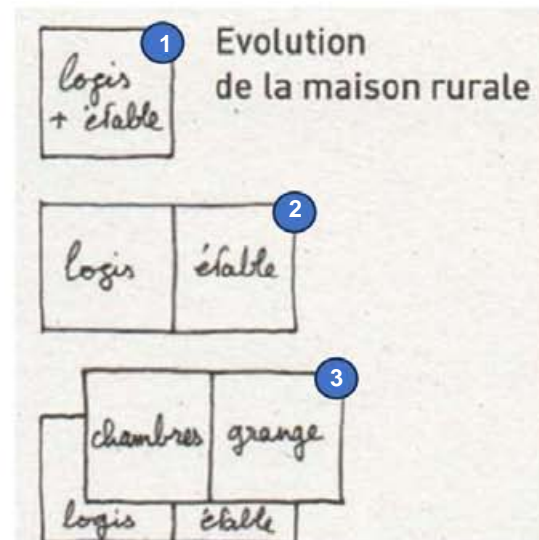 1
Evolution
de la maison rurale
logis
+ étable
2
logis
étable
3
chambres
grange
logis
étable